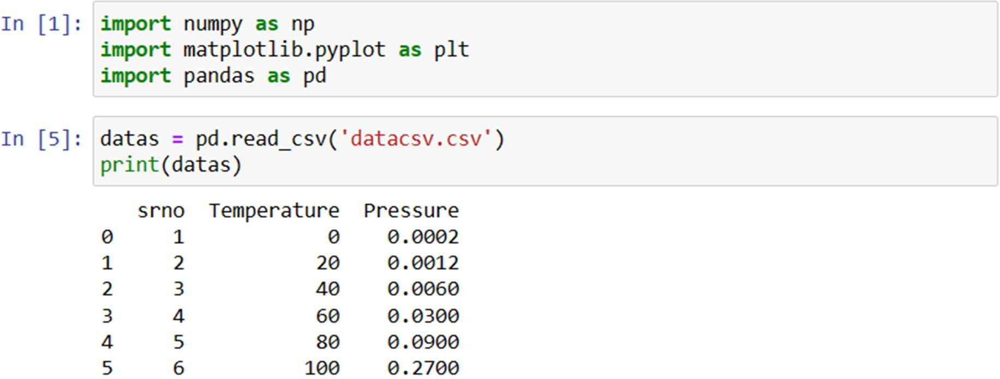 In [1]: import numpy as np
import matplotlib.pyplot as plt
import pandas as pd
In [5]: datas = pd.read_csv('datacsv.csv')
print(datas)
srno Temperature Pressure
0 1 0 0.0002
1 2 20 0.0012
2 3 40 0.0060
3 4 60 0.0300
4 5 80 0.0900
5 6 100 0.2700